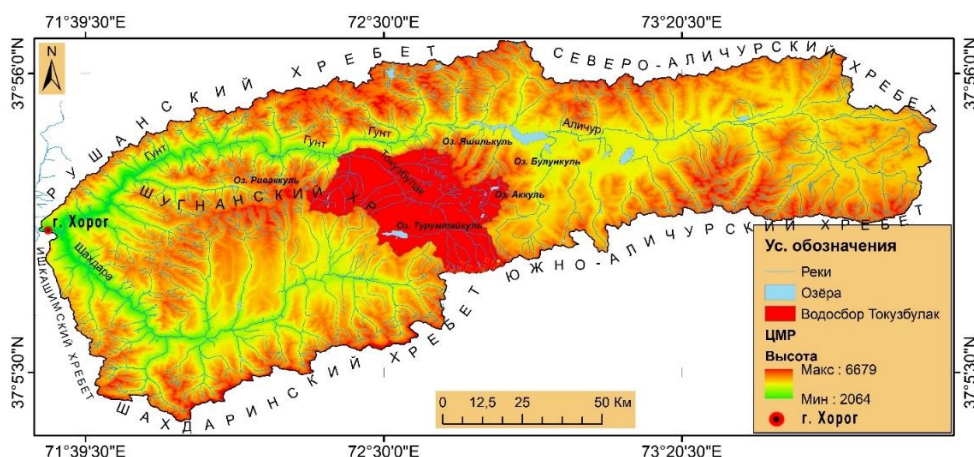 71°39'30"E 72°30'0"E 73°20'30"E
37°56'0"N
37°56'0"N
37°5'30"N
37°5'30"N
N
РУШАНСКИЙ ХРЕБЕТ
СЕВЕРО-АЛИЧУРСКИЙ ХРЕБЕТ
Гунт
Гунт
Гунт
Аличур
Оз. Яшилькуль
Оз. Булункуль
Токузбулак
Оз. Риваккуль
ШУГНАНСКИЙ ХР.
Оз. Аккуль
Оз. Турумтайкуль
г. Хорог
Шахдара
ИШКАШИМСКИЙ ХРЕБЕТ
ШАХДАРИНСКИЙ ХРЕБЕТ
ЮЖНО-АЛИЧУРСКИЙ ХРЕБЕТ
Ус. обозначения
Реки
Озёра
Водосбор Токузбулак
ЦМР
Высота
Макс : 6679
Мин : 2064
г. Хорог
0 12,5 25 50 Км
71°39'30"E 72°30'0"E 73°20'30"E